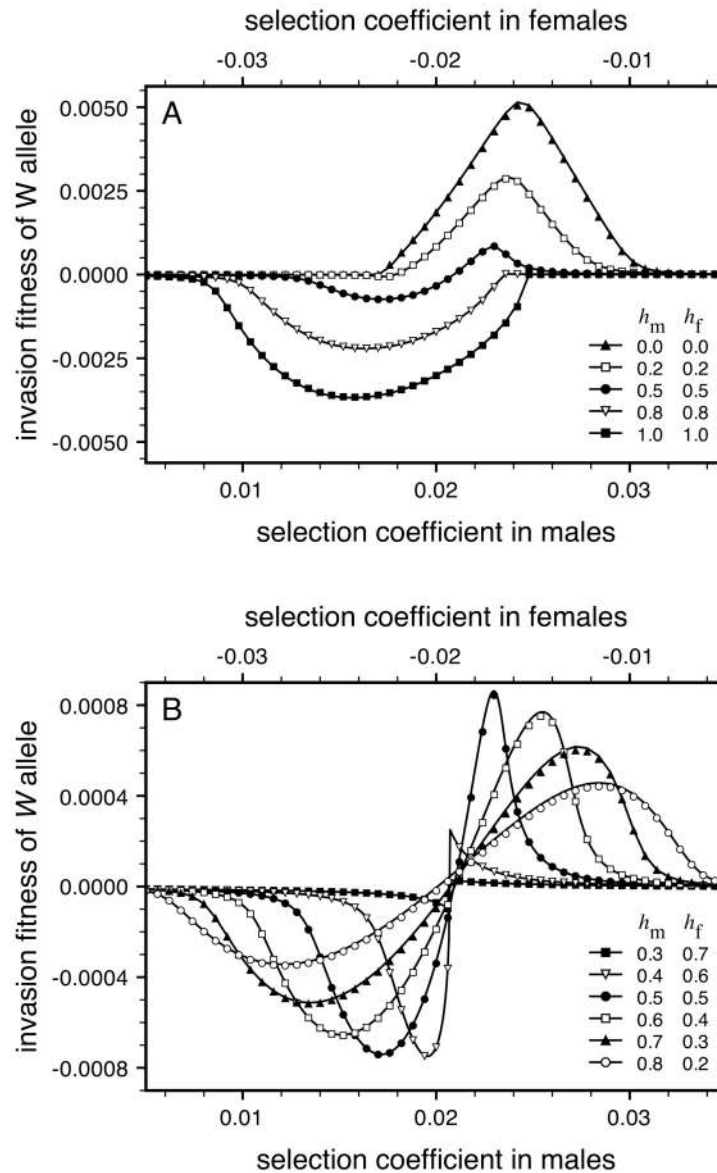 selection coefficient in females
-0.03 -0.02 -0.01
A
0.0050
0.0025
0.0000
-0.0025
-0.0050
invasion fitness of W allele
hm hf
0.0 0.0
0.2 0.2
0.5 0.5
0.8 0.8
1.0 1.0
0.01 0.02 0.03
selection coefficient in males
selection coefficient in females
-0.03 -0.02 -0.01
B
0.0008
0.0004
0.0000
-0.0004
-0.0008
invasion fitness of W allele
hm hf
0.3 0.7
0.4 0.6
0.5 0.5
0.6 0.4
0.7 0.3
0.8 0.2
0.01 0.02 0.03
selection coefficient in males